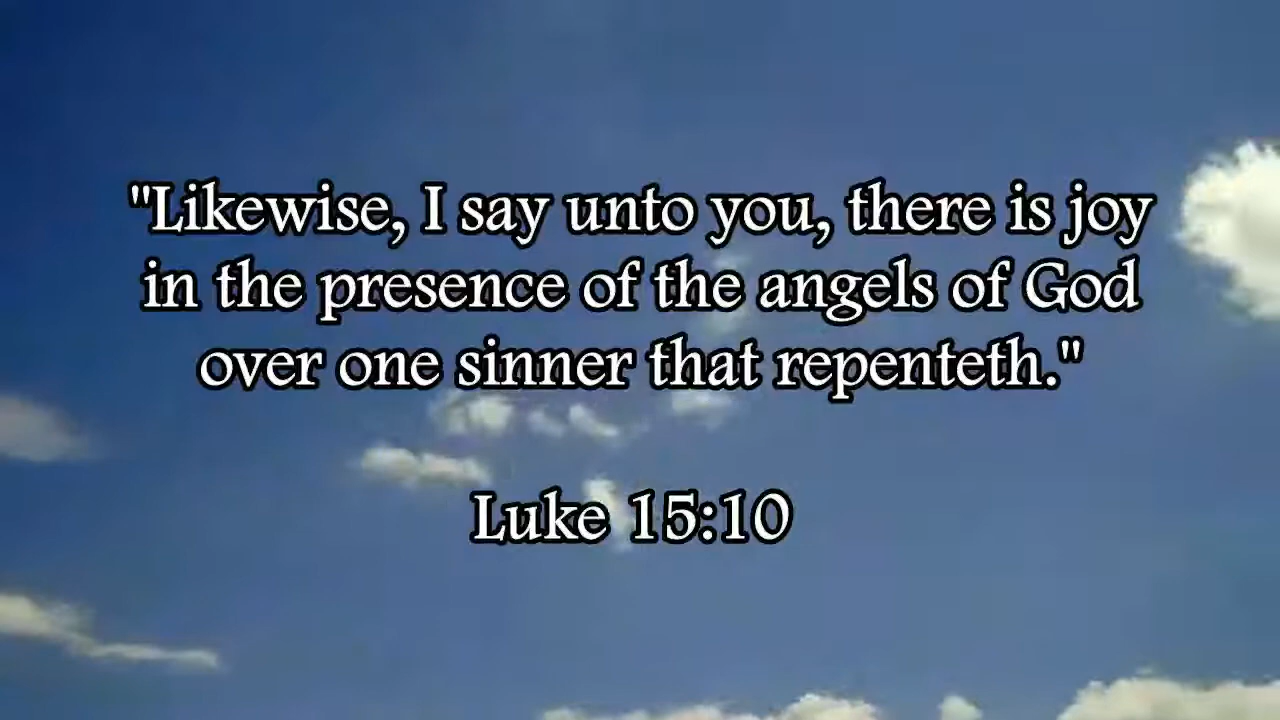 "Likewise, I say unto you, there is joy
in the presence of the angels of God
over one sinner that repenteth."
Luke 15:10